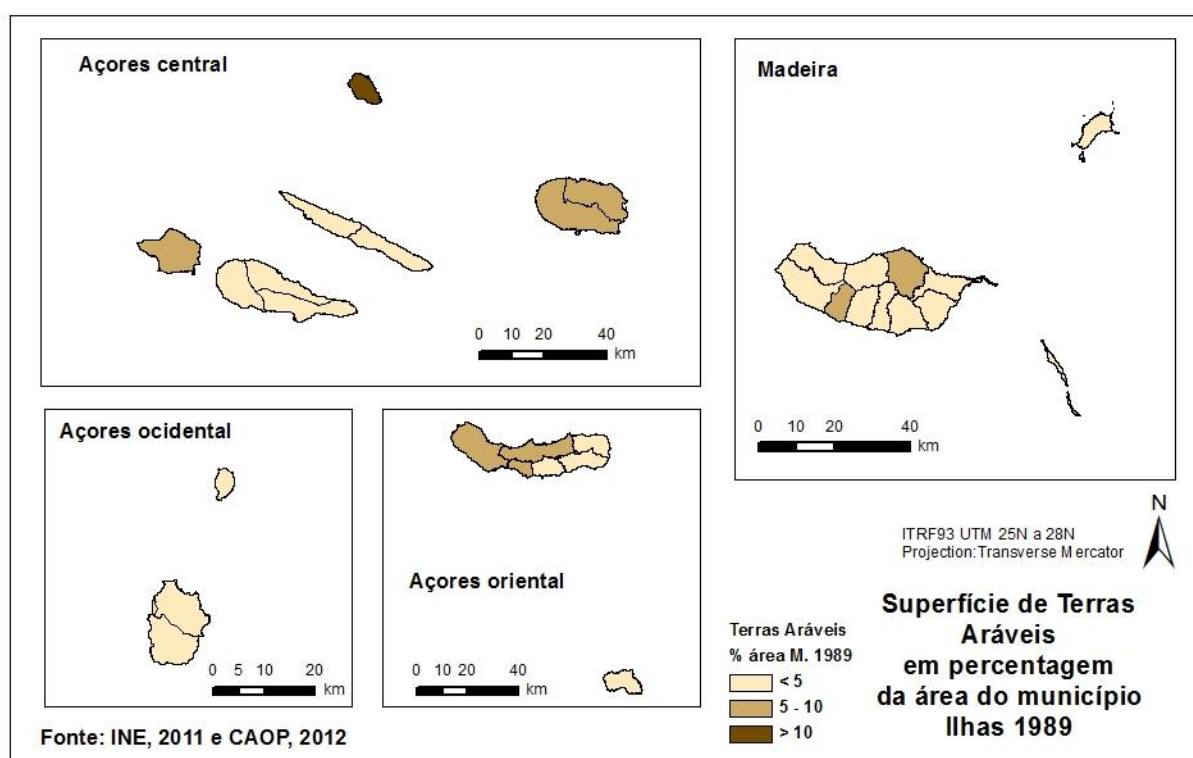 Açores central
0 10 20 40
km
Madeira
0 10 20 40
km
Açores ocidental
0 5 10 20
km
Açores oriental
0 10 20 40
km
N
ITRF93 UTM 25N a 28N
Projection: Transverse Mercator
Terras Aráveis
% área M. 1989
< 5
5 - 10
> 10
Superfície de Terras
Aráveis
em percentagem
da área do município
Ilhas 1989
Fonte: INE, 2011 e CAOP, 2012